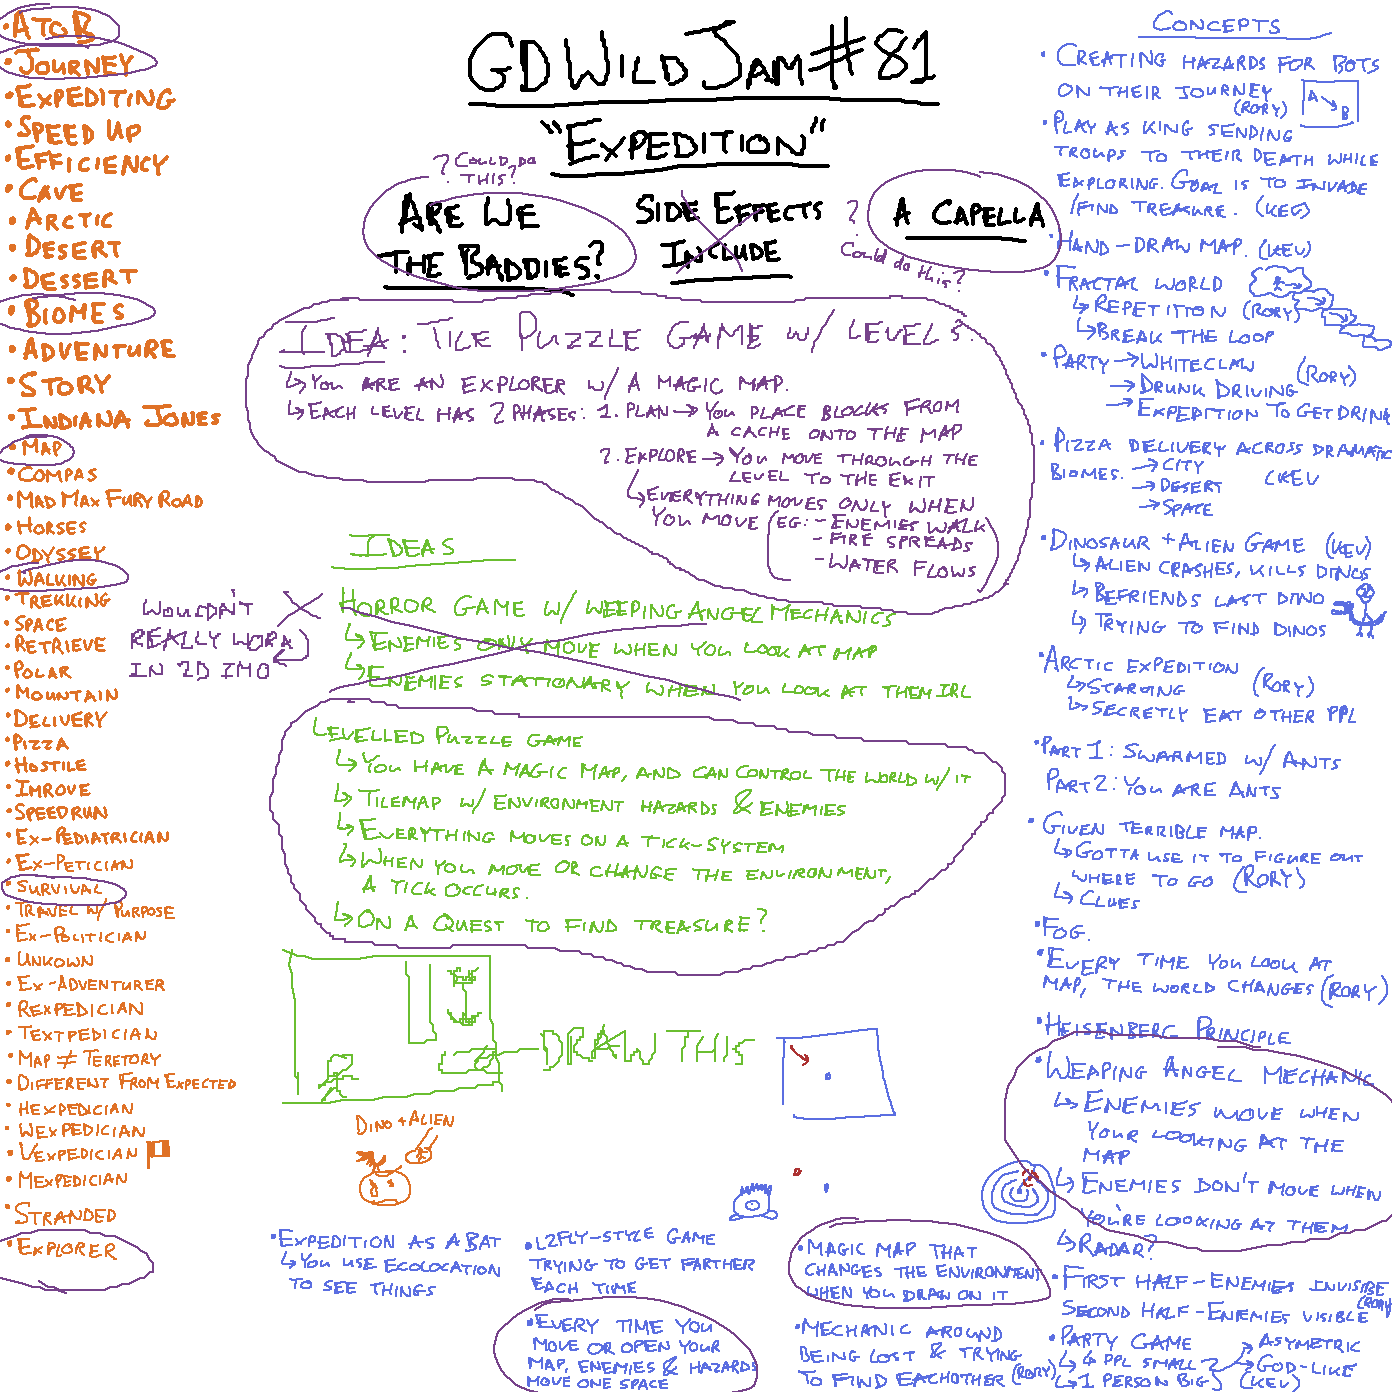 • A TO B
• JOURNEY
• EXPEDITING
• SPEED UP
• EFFICIENCY
• CAVE
• ARCTIC
• DESERT
• DESSERT
• BIOMES
• ADVENTURE
• STORY
• INDIANA JONES
• MAP
• COMPAS
• MAD MAX FURY ROAD
• HORSES
• ODYSSEY
• WALKING
• TREKKING
• SPACE
• RETRIEVE
• POLAR
• MOUNTAIN
• DELIVERY
• PIZZA
• HOSTILE
• IMROVE
• SPEEDRUN
• EX-PEDIATRICIAN
• EX-PETICIAN
• SURVIVAL
• TRAVEL W/ PURPOSE
• EX-POLITICIAN
• UNKOWN
• EX-ADVENTURER
• REXPEDICIAN
• TEXTPEDICIAN
• MAP ≠ TERETORY
• DIFFERENT FROM EXPECTED
• HEXPEDICIAN
• WEXPEDICIAN
• VEXPEDICIAN
• MEXPEDICIAN
• STRANDED
• EXPLORER
GD WILD JAM #81
"EXPEDITION"
? COULD DO
THIS?
ARE WE
THE BADDIES?
SIDE EFFECTS
INCLUDE
? A CAPELLA
Could do this?
IDEA: TILE PUZZLE GAME W/ LEVELS.
↳ YOU ARE AN EXPLORER W/ A MAGIC MAP.
↳ EACH LEVEL HAS 2 PHASES: 1. PLAN → YOU PLACE BLOCKS FROM
A CACHE ONTO THE MAP
2. EXPLORE → YOU MOVE THROUGH THE
LEVEL TO THE EXIT
↳ EVERYTHING MOVES ONLY WHEN
YOU MOVE (EG: - ENEMIES WALK
- FIRE SPREADS
- WATER FLOWS
IDEAS
HORROR GAME W/ WEEPING ANGEL MECHANICS
↳ ENEMIES ONLY MOVE WHEN YOU LOOK AT MAP
↳ ENEMIES STATIONARY WHEN YOU LOOK AT THEM IRL
WOULDN'T
REALLY WORK
IN 2D IMO
LEVELLED PUZZLE GAME
↳ YOU HAVE A MAGIC MAP, AND CAN CONTROL THE WORLD W/ IT
↳ TILEMAP W/ ENVIRONMENT HAZARDS & ENEMIES
↳ EVERYTHING MOVES ON A TICK-SYSTEM
↳ WHEN YOU MOVE OR CHANGE THE ENVIRONMENT,
A TICK OCCURS.
↳ ON A QUEST TO FIND TREASURE?
DRAW THIS
DINO + ALIEN
• EXPEDITION AS A BAT
↳ YOU USE ECOLOCATION
TO SEE THINGS
• L2FLY-STYLE GAME
TRYING TO GET FARTHER
EACH TIME
• EVERY TIME YOU
MOVE OR OPEN YOUR
MAP, ENEMIES & HAZARDS
MOVE ONE SPACE
• MAGIC MAP THAT
CHANGES THE ENVIRONMENT
WHEN YOU DRAW ON IT
• MECHANIC AROUND
BEING LOST & TRYING
TO FIND EACHOTHER (RORY)
CONCEPTS
• CREATING HAZARDS FOR BOTS
ON THEIR JOURNEY
(RORY)
A
B
• PLAY AS KING SENDING
TROUPS TO THEIR DEATH WHILE
EXPLORING. GOAL IS TO INVADE
/FIND TREASURE. (KEV)
• HAND-DRAW MAP. (KEV)
• FRACTAL WORLD
↳ REPETITION (RORY)
↳ BREAK THE LOOP
• PARTY → WHITECLAW (RORY)
→ DRUNK DRIVING
→ EXPEDITION TO GET DRINK
• PIZZA DELIVERY ACROSS DRAMATIC
BIOMES. → CITY
→ DESERT (KEV
→ SPACE
• DINOSAUR + ALIEN GAME (KEV)
↳ ALIEN CRASHES, KILLS DINOS
↳ BEFRIENDS LAST DINO
↳ TRYING TO FIND DINOS
• ARCTIC EXPEDITION (RORY)
↳ STARVING
↳ SECRETLY EAT OTHER PPL
• PART 1: SWARMED W/ ANTS
PART 2: YOU ARE ANTS
• GIVEN TERRIBLE MAP.
↳ GOTTA USE IT TO FIGURE OUT
WHERE TO GO (RORY)
↳ CLUES
• FOG.
• EVERY TIME YOU LOOK AT
MAP, THE WORLD CHANGES (RORY)
• HEISENBERG PRINCIPLE
• WEAPING ANGEL MECHANIC
↳ ENEMIES MOVE WHEN
YOUR LOOKING AT THE
MAP
↳ ENEMIES DON'T MOVE WHEN
YOU'RE LOOKING AT THEM
↳ RADAR?
• FIRST HALF - ENEMIES INVISIBLE
(RORY
SECOND HALF - ENEMIES VISIBLE
• PARTY GAME
↳ 4 PPL SMALL
↳ 1 PERSON BIG
→ ASYMETRIC
→ GOD-LIKE
(KEV)